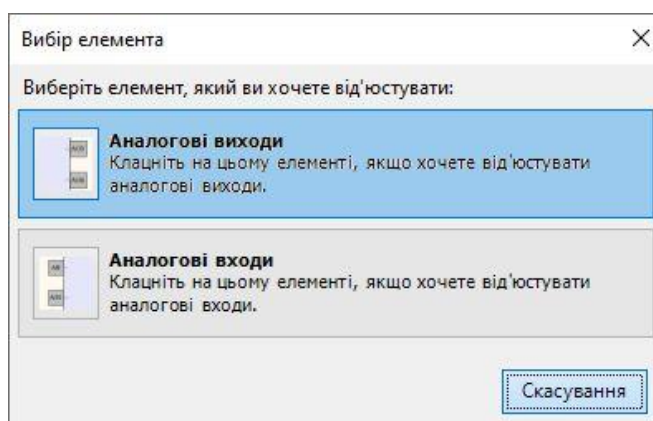 Вибір елемента
Виберіть елемент, який ви хочете від'юстувати:
Аналогові виходи
Клацніть на цьому елементі, якщо хочете від'юстувати
аналогові виходи.
Аналогові входи
Клацніть на цьому елементі, якщо хочете від'юстувати
аналогові входи.
Скасування